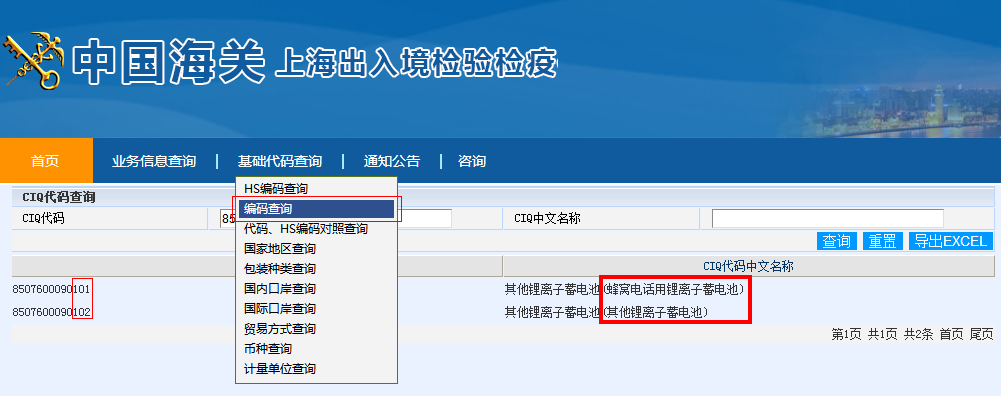 中国海关 上海出入境检验检疫
首页 业务信息查询 基础代码查询 通知公告 咨询
HS编码查询
编码查询
代码、HS编码对照查询
国家地区查询
包装种类查询
国内口岸查询
国际口岸查询
贸易方式查询
币种查询
计量单位查询
CIQ代码查询
CIQ代码 85 CIQ中文名称
查询 重置 导出EXCEL
CIQ代码中文名称
8507600090101 其他锂离子蓄电池(蜂窝电话用锂离子蓄电池)
8507600090102 其他锂离子蓄电池(其他锂离子蓄电池)
第1页 共1页 共2条 首页 尾页